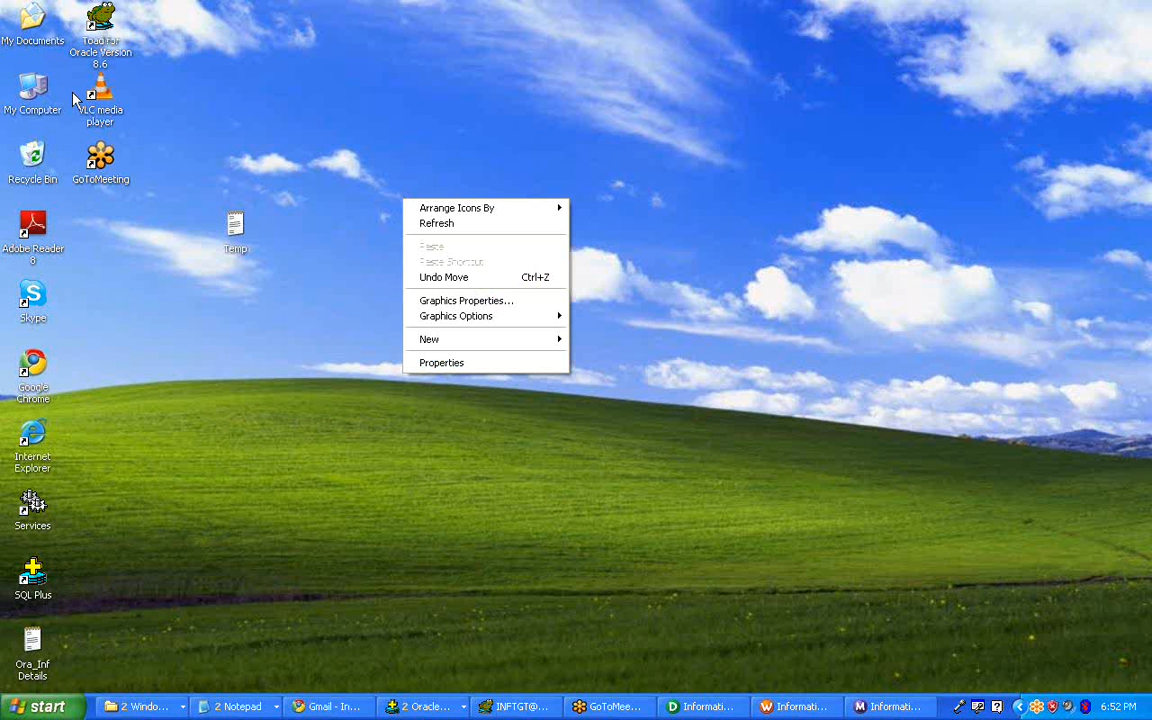 My Documents
Toad for
Oracle Version
8.6
My Computer
VLC media
player
Recycle Bin
GoToMeeting
Adobe Reader
8
Temp
Skype
Google
Chrome
Internet
Explorer
Services
SQL Plus
Ora_Inf
Details
Arrange Icons By
Refresh
Paste
Paste Shortcut
Undo Move Ctrl+Z
Graphics Properties...
Graphics Options
New
Properties
start
2 Windo...
2 Notepad
Gmail - In...
2 Oracle...
INFTGT@...
GoToMee...
Informati...
Informati...
Informati...
6:52 PM